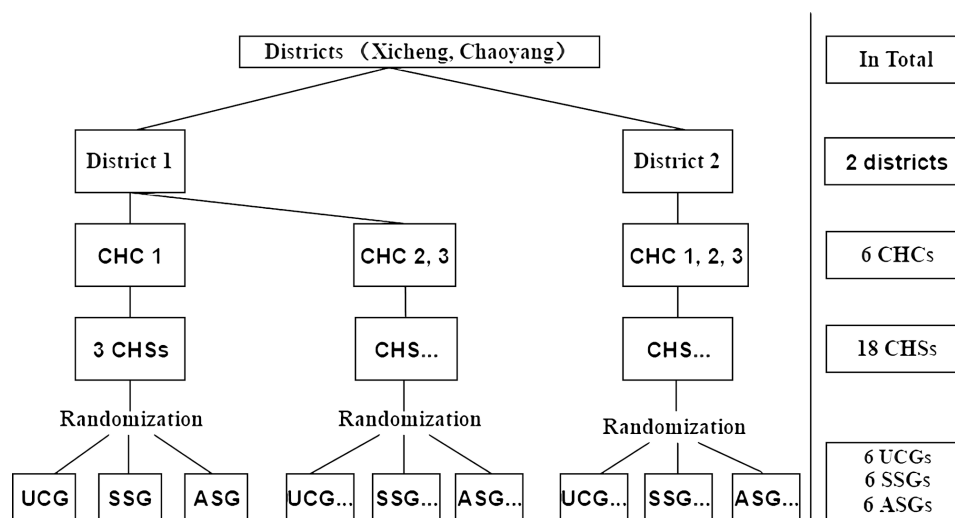 Districts （Xicheng, Chaoyang）
In Total
District 1
District 2
2 districts
CHC 1
CHC 2, 3
CHC 1, 2, 3
6 CHCs
3 CHSs
CHS...
CHS...
18 CHSs
Randomization
Randomization
Randomization
UCG
SSG
ASG
UCG...
SSG...
ASG...
UCG...
SSG...
ASG...
6 UCGs
6 SSGs
6 ASGs